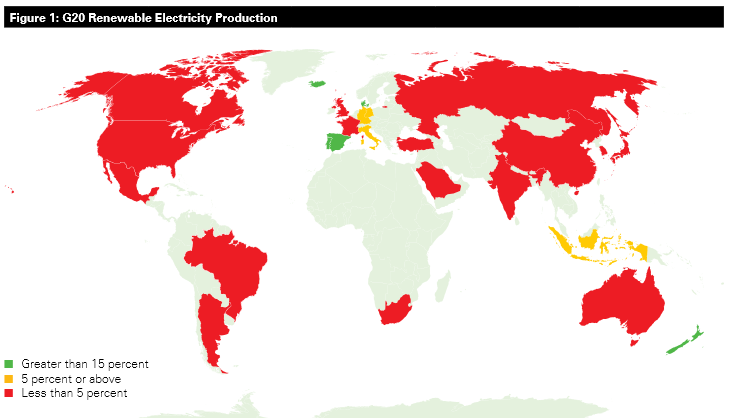 Figure 1: G20 Renewable Electricity Production
Greater than 15 percent
5 percent or above
Less than 5 percent